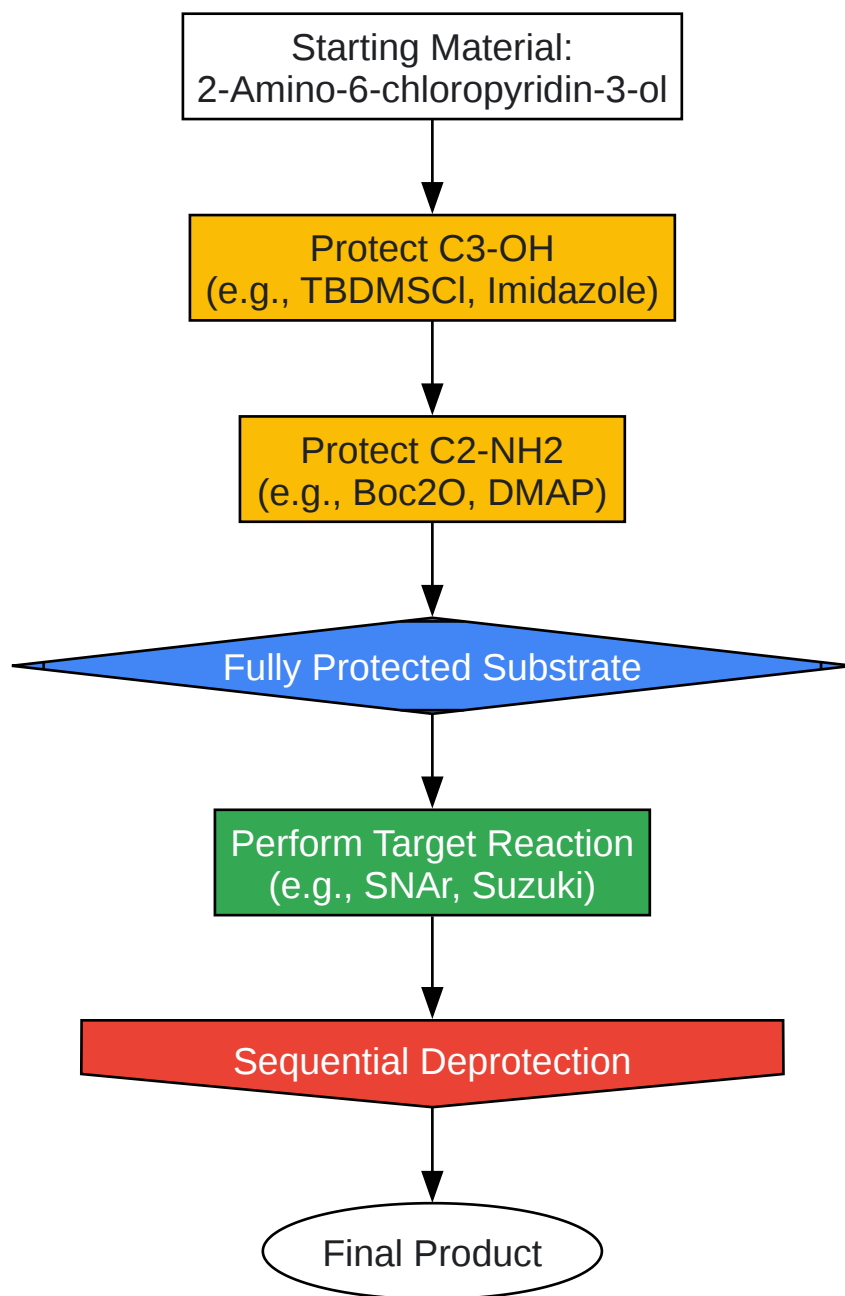 Starting Material:
2-Amino-6-chloropyridin-3-ol
Protect C3-OH
(e.g., TBDMSCl, Imidazole)
Protect C2-NH2
(e.g., Boc2O, DMAP)
Fully Protected Substrate
Perform Target Reaction
(e.g., SNAr, Suzuki)
Sequential Deprotection
Final Product